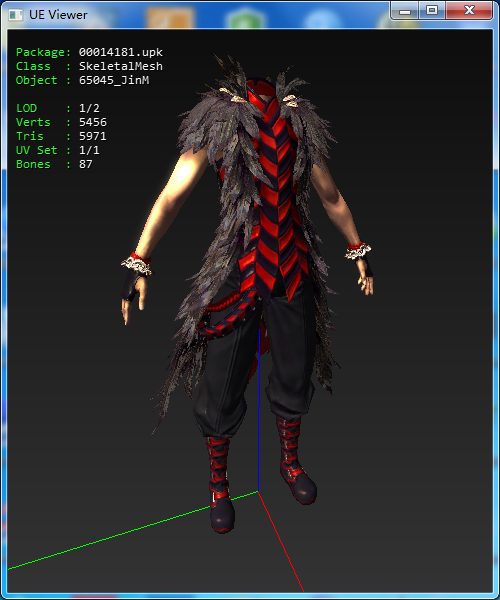 UE Viewer
Package: 00014181.upk
Class : SkeletalMesh
Object : 65045_JinM
LOD : 1/2
Verts : 5456
Tris : 5971
UV Set : 1/1
Bones : 87